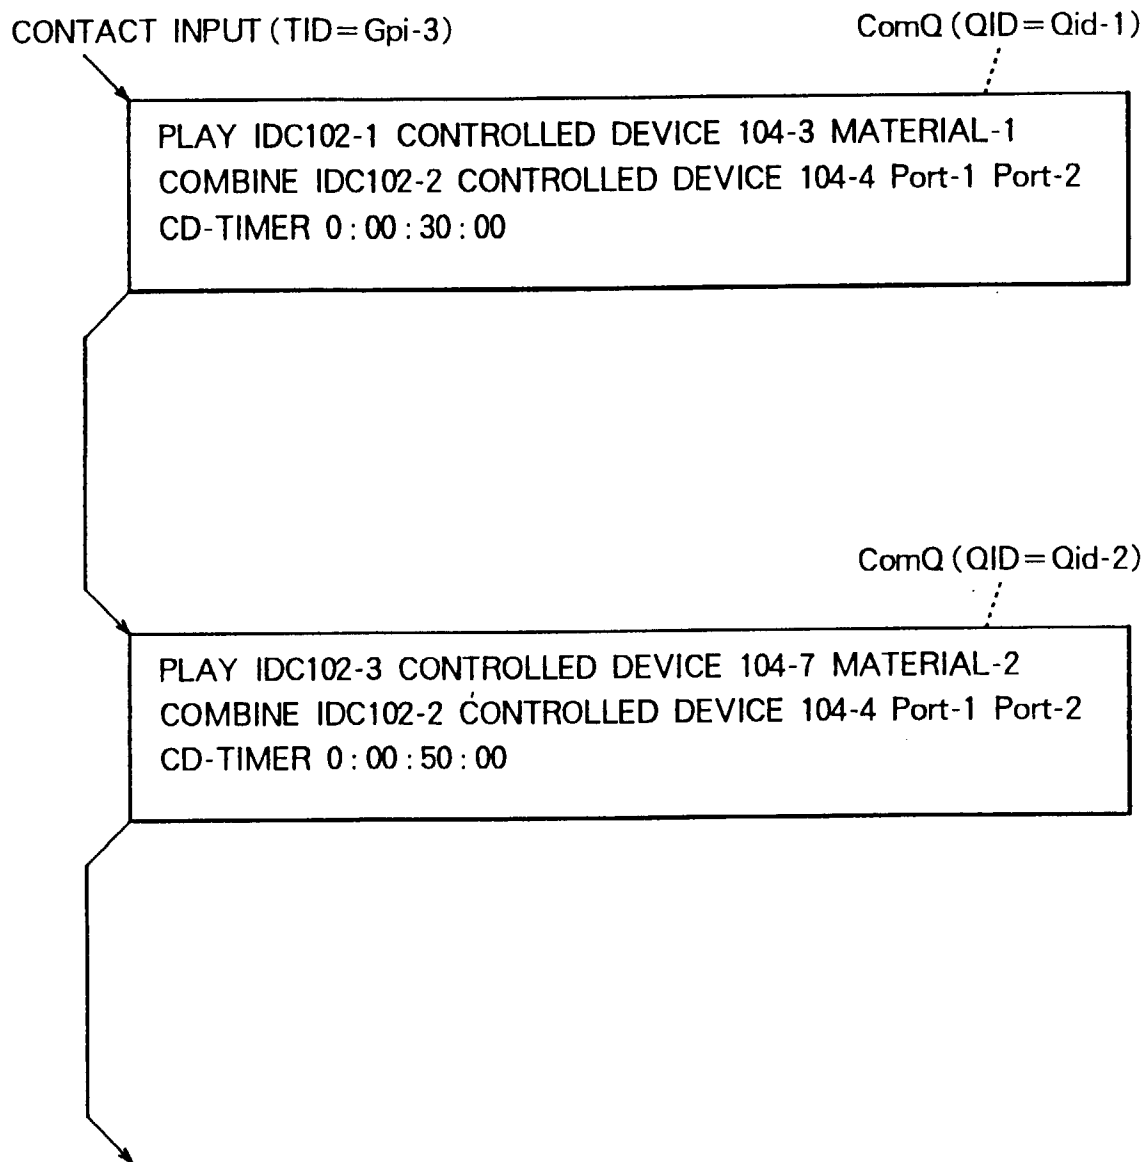 CONTACT INPUT (TID=Gpi-3)
ComQ (QID=Qid-1)
PLAY IDC102-1 CONTROLLED DEVICE 104-3 MATERIAL-1
COMBINE IDC102-2 CONTROLLED DEVICE 104-4 Port-1 Port-2
CD-TIMER 0:00:30:00
ComQ (QID=Qid-2)
PLAY IDC102-3 CONTROLLED DEVICE 104-7 MATERIAL-2
COMBINE IDC102-2 CONTROLLED DEVICE 104-4 Port-1 Port-2
CD-TIMER 0:00:50:00